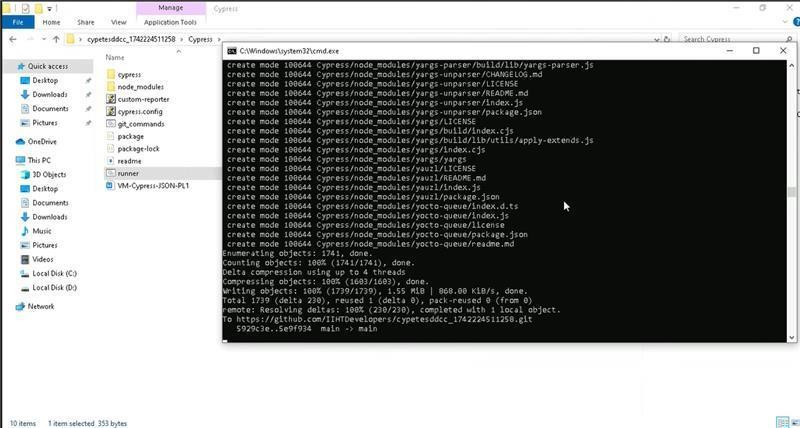 Manage
Cypress
File
Home
Share
View
Application Tools
cypetesddcc_1742224511258
Cypress
Search Cypress
Quick access
Desktop
Downloads
Documents
Pictures
OneDrive
This PC
3D Objects
Desktop
Documents
Downloads
Music
Pictures
Videos
Local Disk (C:)
Local Disk (D:)
Network
Name
cypress
node_modules
custom-reporter
cypress.config
git_commands
package
package-lock
readme
runner
VM-Cypress-JSON-PL1
C:\Windows\system32\cmd.exe
create mode 100644 Cypress/node_modules/yargs-parser/build/lib/yargs-parser.js
create mode 100644 Cypress/node_modules/yargs-unparser/CHANGELOG.md
create mode 100644 Cypress/node_modules/yargs-unparser/LICENSE
create mode 100644 Cypress/node_modules/yargs-unparser/README.md
create mode 100644 Cypress/node_modules/yargs-unparser/index.js
create mode 100644 Cypress/node_modules/yargs-unparser/package.json
create mode 100644 Cypress/node_modules/yargs/LICENSE
create mode 100644 Cypress/node_modules/yargs/build/index.cjs
create mode 100644 Cypress/node_modules/yargs/build/lib/utils/apply-extends.js
create mode 100644 Cypress/node_modules/yargs/index.cjs
create mode 100644 Cypress/node_modules/yargs/yargs
create mode 100644 Cypress/node_modules/yauzl/LICENSE
create mode 100644 Cypress/node_modules/yauzl/README.md
create mode 100644 Cypress/node_modules/yauzl/index.js
create mode 100644 Cypress/node_modules/yauzl/package.json
create mode 100644 Cypress/node_modules/yocto-queue/index.d.ts
create mode 100644 Cypress/node_modules/yocto-queue/index.js
create mode 100644 Cypress/node_modules/yocto-queue/license
create mode 100644 Cypress/node_modules/yocto-queue/package.json
create mode 100644 Cypress/node_modules/yocto-queue/readme.md
Enumerating objects: 1741, done.
Counting objects: 100% (1741/1741), done.
Delta compression using up to 4 threads
Compressing objects: 100% (1603/1603), done.
Writing objects: 100% (1739/1739), 1.55 MiB | 868.00 KiB/s, done.
Total 1739 (delta 230), reused 1 (delta 0), pack-reused 0 (from 0)
remote: Resolving deltas: 100% (230/230), completed with 1 local object.
To https://github.com/IIHTDevelopers/cypetesddcc_1742224511258.git
5929c3e..5e9f934 main -> main
10 items
1 item selected 353 bytes